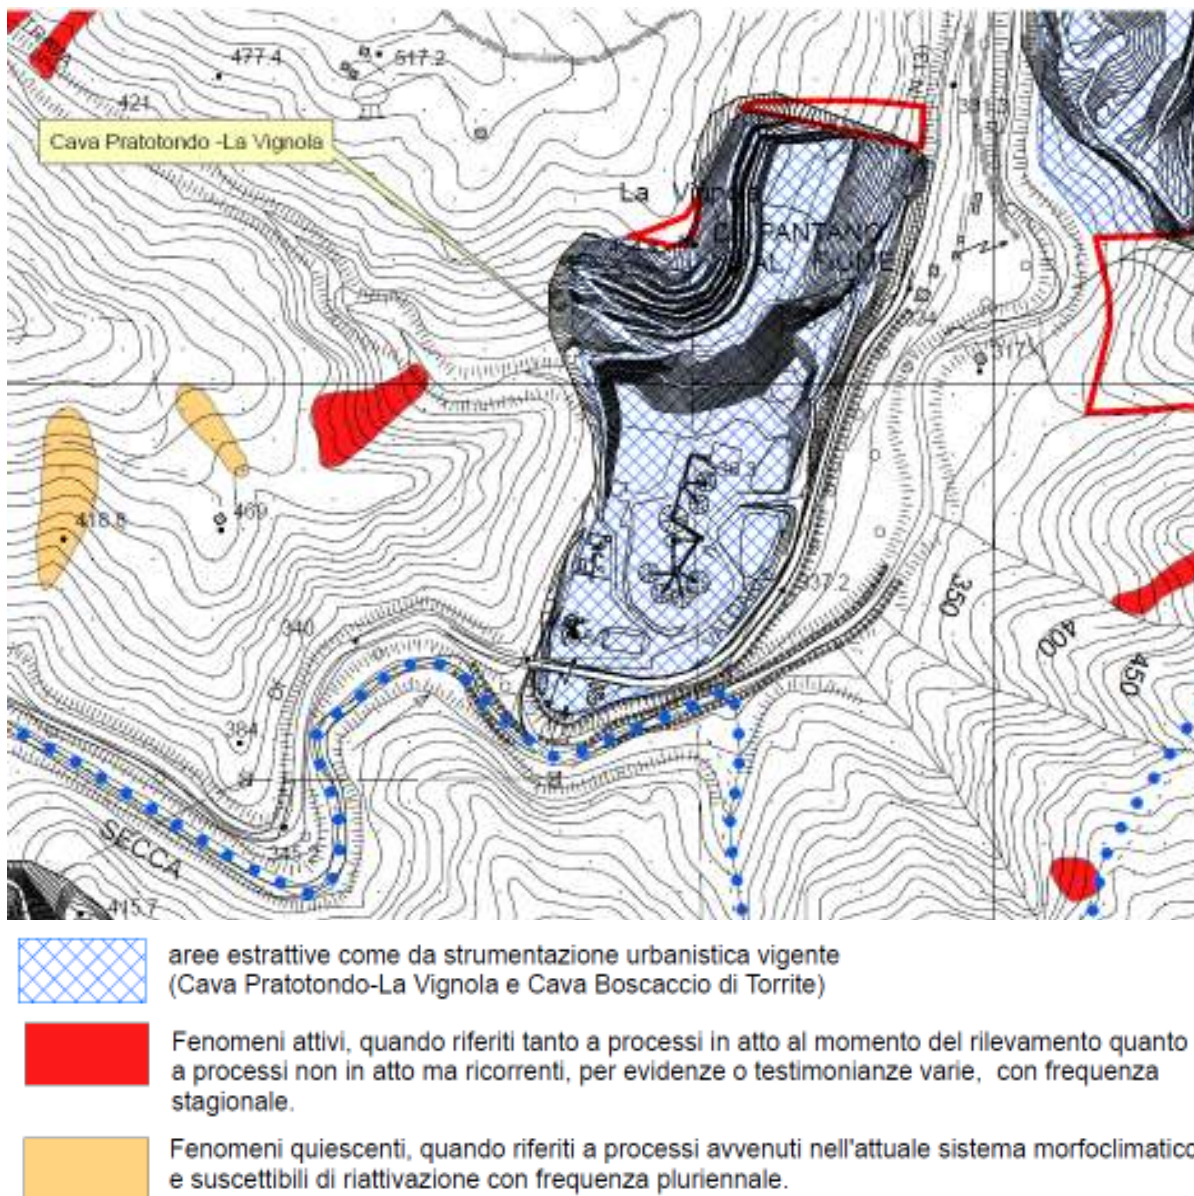 477.4
517.2
421
Cava Pratotondo -La Vignola
La
PANTANO
FIUME
317
469
418.8
337.2
340
350
400
450
384
SECCA
415.7
aree estrattive come da strumentazione urbanistica vigente
(Cava Pratotondo-La Vignola e Cava Boscaccio di Torrite)
Fenomeni attivi, quando riferiti tanto a processi in atto al momento del rilevamento quanto
a processi non in atto ma ricorrenti, per evidenze o testimonianze varie, con frequenza
stagionale.
Fenomeni quiescenti, quando riferiti a processi avvenuti nell'attuale sistema morfoclimatico
e suscettibili di riattivazione con frequenza pluriennale.